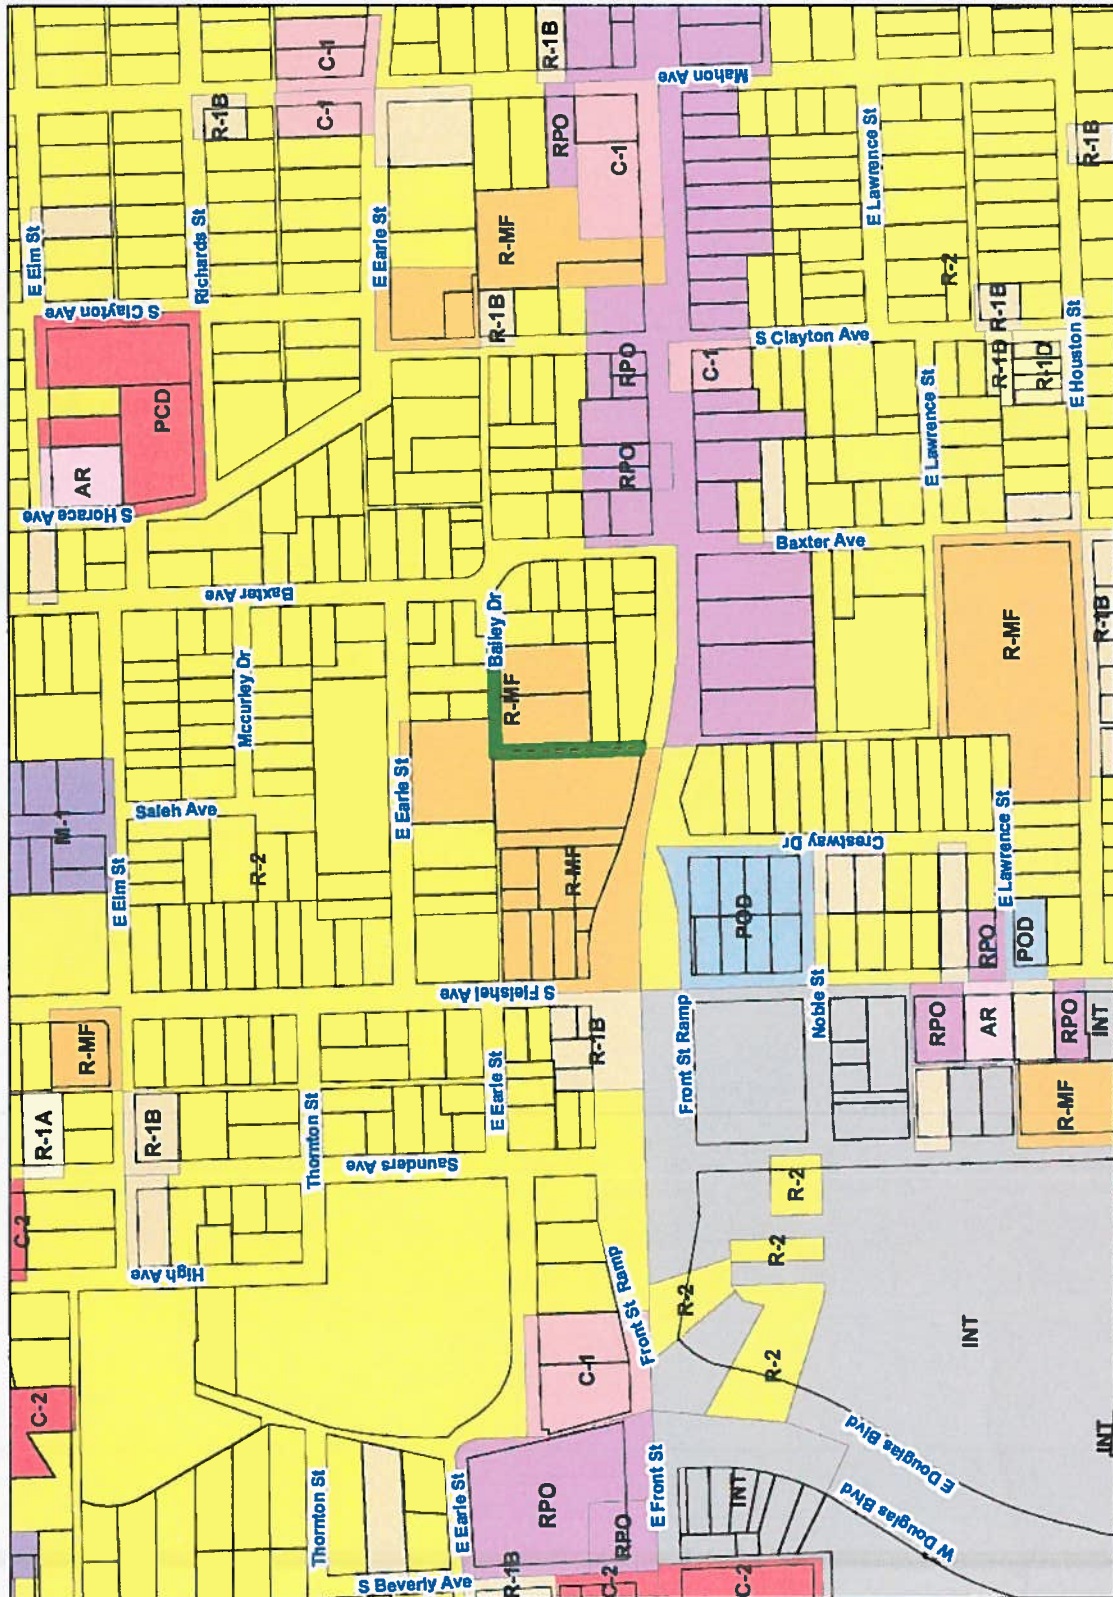 C-1
R-1B
Mahon Ave
R-1B
C-1
RPO
C-1
E Lawrence St
R-1B
E Elm St
Richards St
E Earle St
R-MF
R-2
S Clayton Ave
R-1B
R-1B
S Clayton Ave
PCD
RPO
C-1
R-1D
E Houston St
AR
RPO
E Lawrence St
S Horace Ave
Baxter Ave
Baxter Ave
Mccurley Dr
Bailey Dr
R-MF
R-MF
R-1B
M-1
Saleh Ave
E Earle St
Crestway Dr
E Elm St
R-2
R-MF
POD
E Lawrence St
RPO
POD
S Fleishel Ave
R-MF
R-1B
Front St Ramp
Noble St
RPO
AR
RPO
INT
R-1A
R-1B
Thornton St
E Earle St
R-MF
Saunders Ave
R-2
C-2
High Ave
Front St Ramp
R-2
R-2
C-1
R-2
INT
C-2
E Douglas Blvd
INT
Thornton St
E Earle St
RPO
E Front St
INT
W Douglas Blvd
RPO
S Beverly Ave
R-1B
C-2
C-2